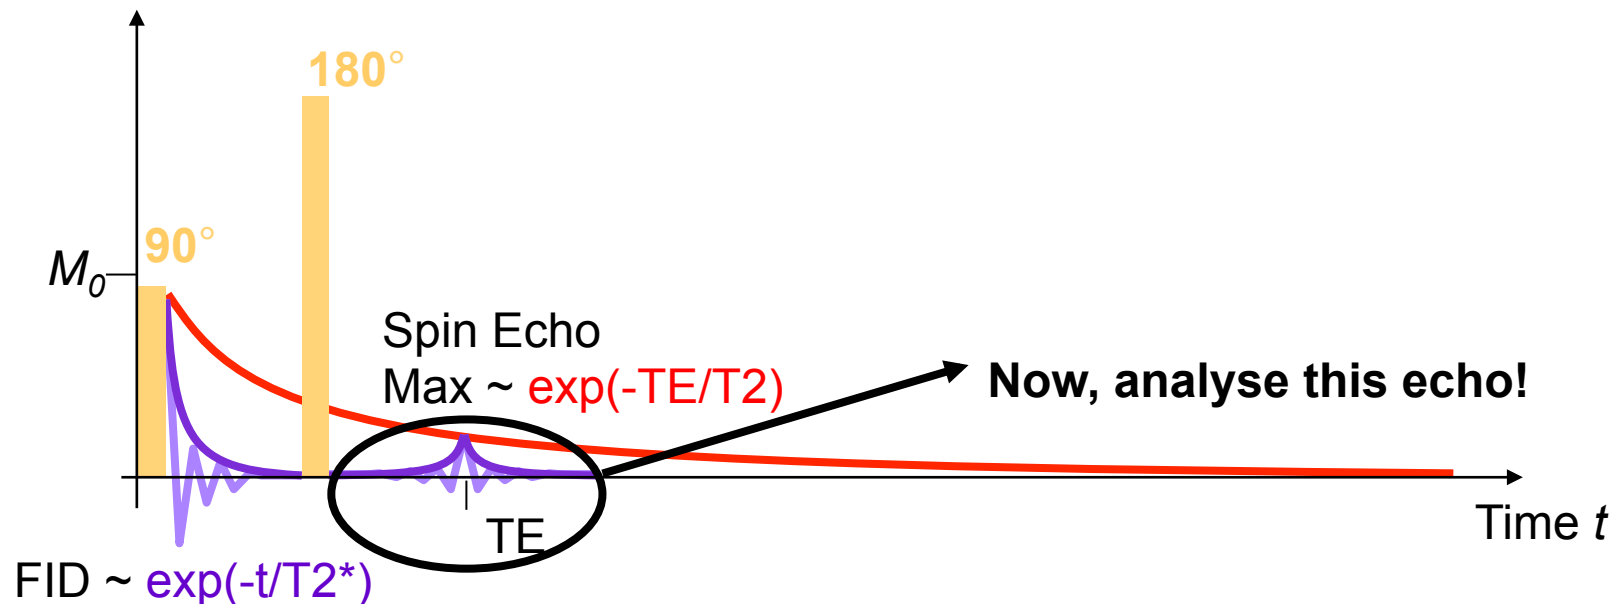 180°
90°
M₀
Spin Echo
Max ~ exp(-TE/T2)
Now, analyse this echo!
TE
Time t
FID ~ exp(-t/T2*)